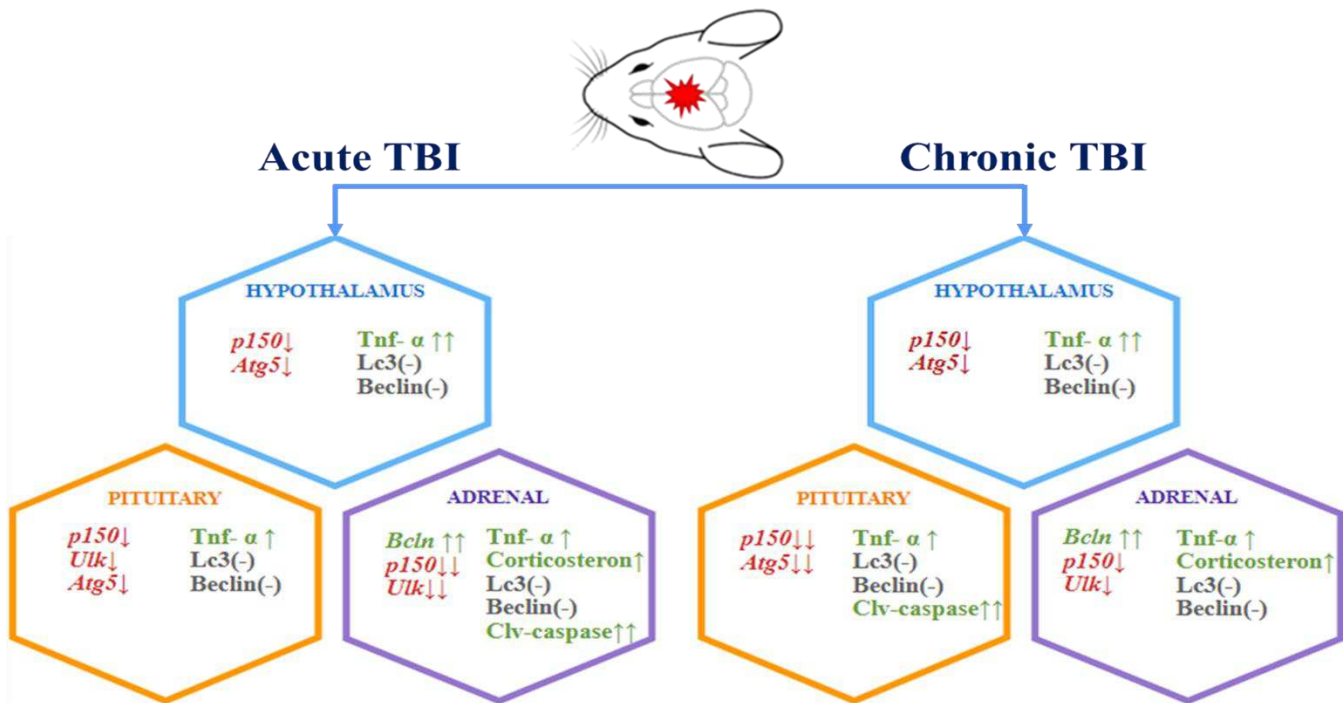 Acute TBI
Chronic TBI
HYPOTHALAMUS
p150↓ Tnf- α ↑↑
Atg5↓ Lc3(-)
Beclin(-)
PITUITARY
p150↓ Tnf- α ↑
Ulk↓ Lc3(-)
Atg5↓ Beclin(-)
ADRENAL
Bcln ↑↑ Tnf- α ↑
p150↓↓ Corticosteron↑
Ulk↓↓ Lc3(-)
Beclin(-)
Clv-caspase↑↑
HYPOTHALAMUS
p150↓ Tnf- α ↑↑
Atg5↓ Lc3(-)
Beclin(-)
PITUITARY
p150↓↓ Tnf- α ↑
Atg5↓↓ Lc3(-)
Beclin(-)
Clv-caspase↑↑
ADRENAL
Bcln ↑↑ Tnf- α ↑
p150↓ Corticosteron↑
Ulk↓ Lc3(-)
Beclin(-)